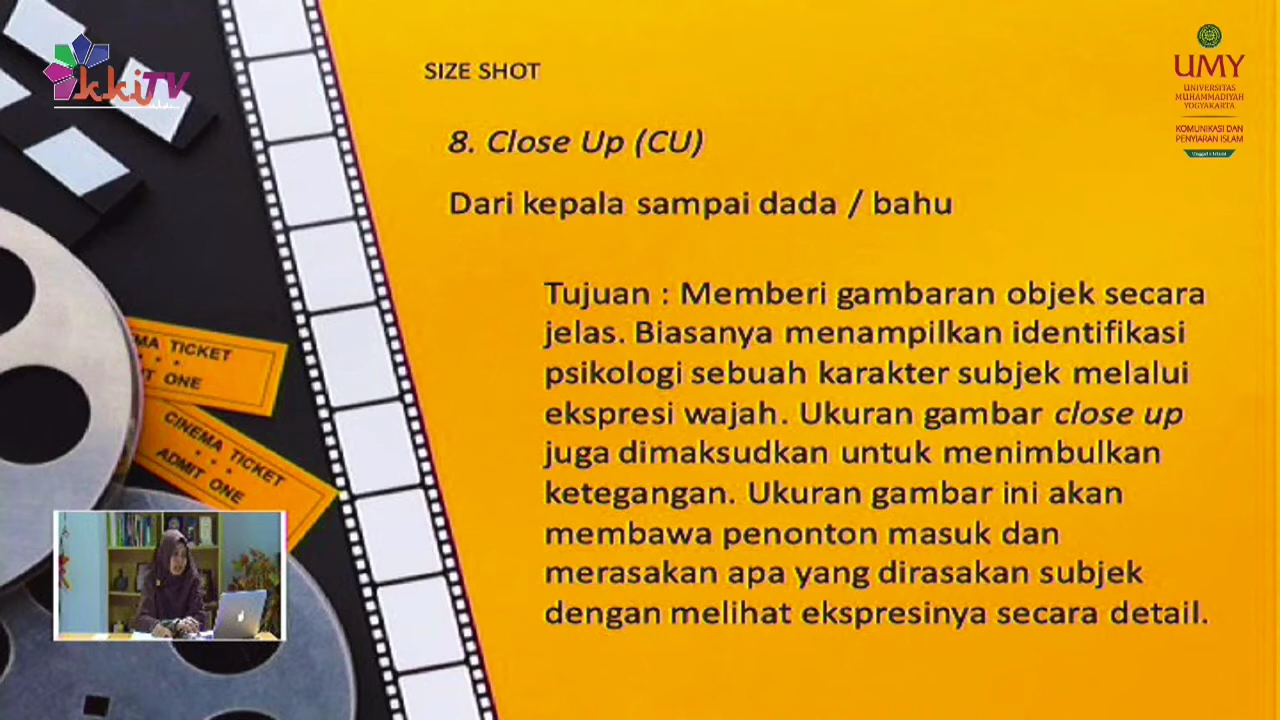 kkiTV
UMY
UNIVERSITAS
MUHAMMADIYAH
YOGYAKARTA
KOMUNIKASI DAN
PENYIARAN ISLAM
SIZE SHOT
8. Close Up (CU)
Dari kepala sampai dada / bahu
Tujuan : Memberi gambaran objek secara
jelas. Biasanya menampilkan identifikasi
psikologi sebuah karakter subjek melalui
ekspresi wajah. Ukuran gambar close up
juga dimaksudkan untuk menimbulkan
ketegangan. Ukuran gambar ini akan
membawa penonton masuk dan
merasakan apa yang dirasakan subjek
dengan melihat ekspresinya secara detail.
MA TICKET
T ONE
CINEMA TICKET
ADMIT ONE